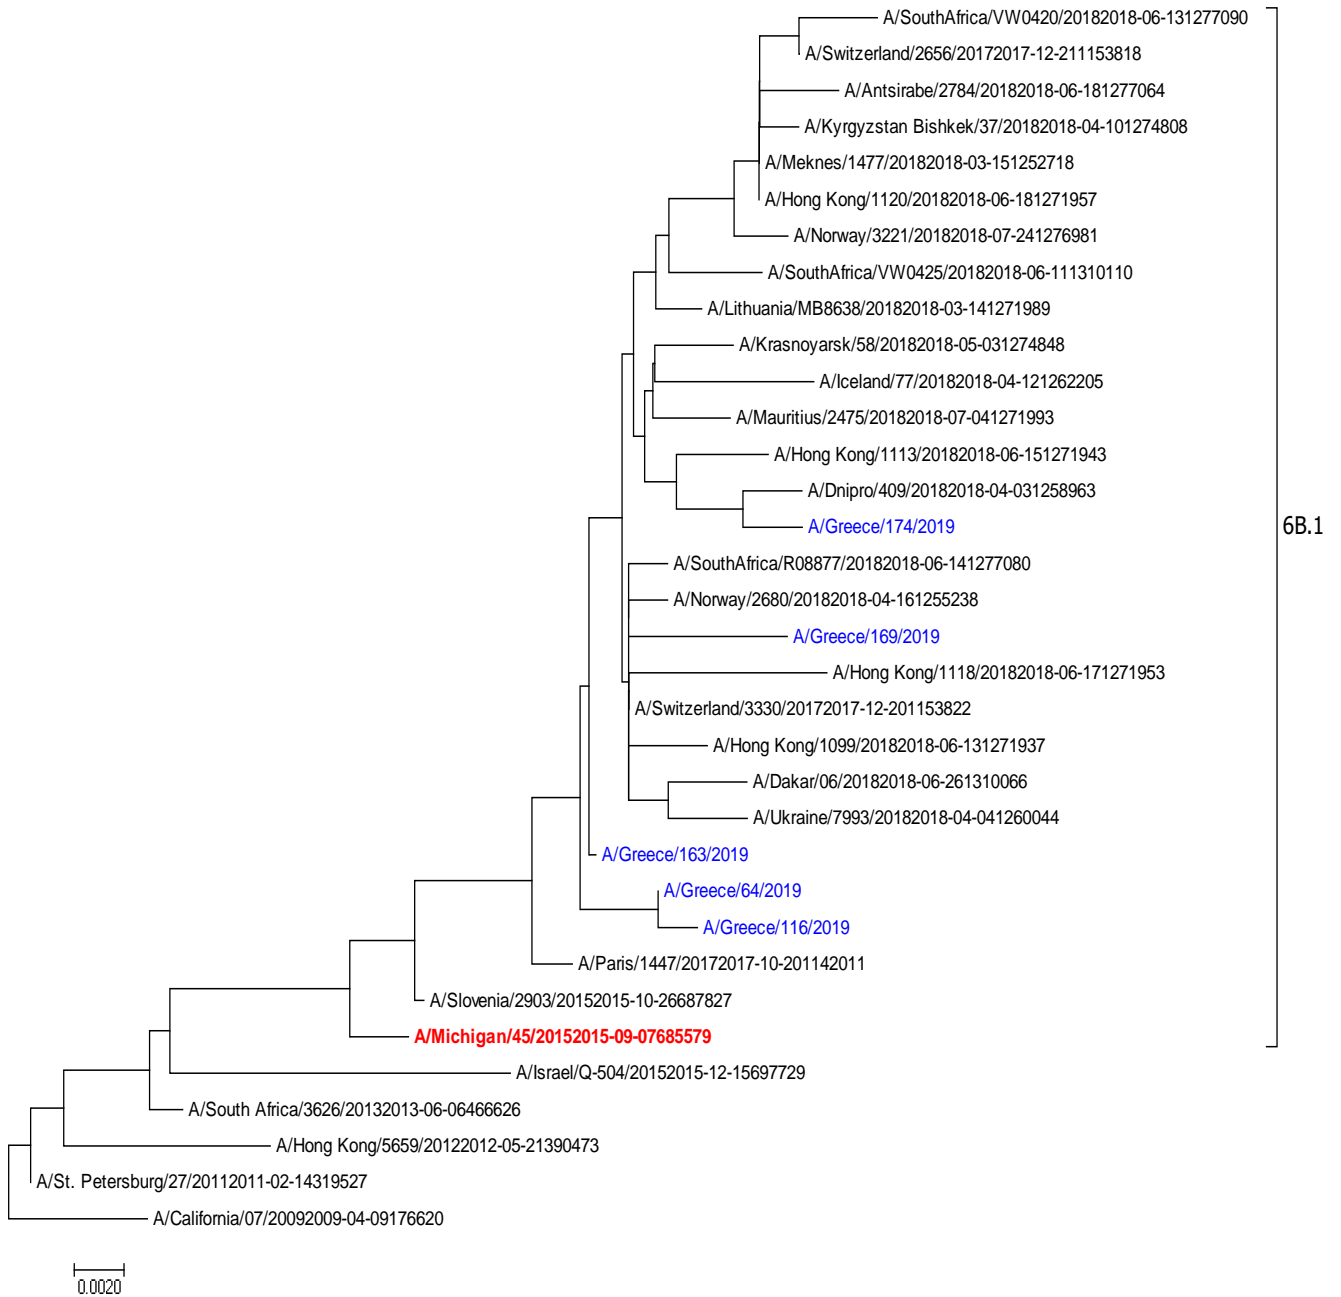 A/SouthAfrica/VW0420/20182018-06-131277090
A/Switzerland/2656/20172017-12-211153818
A/Antsirabe/2784/20182018-06-181277064
A/Kyrgyzstan Bishkek/37/20182018-04-101274808
A/Meknes/1477/20182018-03-151252718
A/Hong Kong/1120/20182018-06-181271957
A/Norway/3221/20182018-07-241276981
A/SouthAfrica/VW0425/20182018-06-111310110
A/Lithuania/MB8638/20182018-03-141271989
A/Krasnoyarsk/58/20182018-05-031274848
A/Iceland/77/20182018-04-121262205
A/Mauritius/2475/20182018-07-041271993
A/Hong Kong/1113/20182018-06-151271943
A/Dnipro/409/20182018-04-031258963
A/Greece/174/2019
6B.1
A/SouthAfrica/R08877/20182018-06-141277080
A/Norway/2680/20182018-04-161255238
A/Greece/169/2019
A/Hong Kong/1118/20182018-06-171271953
A/Switzerland/3330/20172017-12-201153822
A/Hong Kong/1099/20182018-06-131271937
A/Dakar/06/20182018-06-261310066
A/Ukraine/7993/20182018-04-041260044
A/Greece/163/2019
A/Greece/64/2019
A/Greece/116/2019
A/Paris/1447/20172017-10-201142011
A/Slovenia/2903/20152015-10-26687827
A/Michigan/45/20152015-09-07685579
A/Israel/Q-504/20152015-12-15697729
A/South Africa/3626/20132013-06-06466626
A/Hong Kong/5659/20122012-05-21390473
A/St. Petersburg/27/20112011-02-14319527
A/California/07/20092009-04-09176620
0.0020